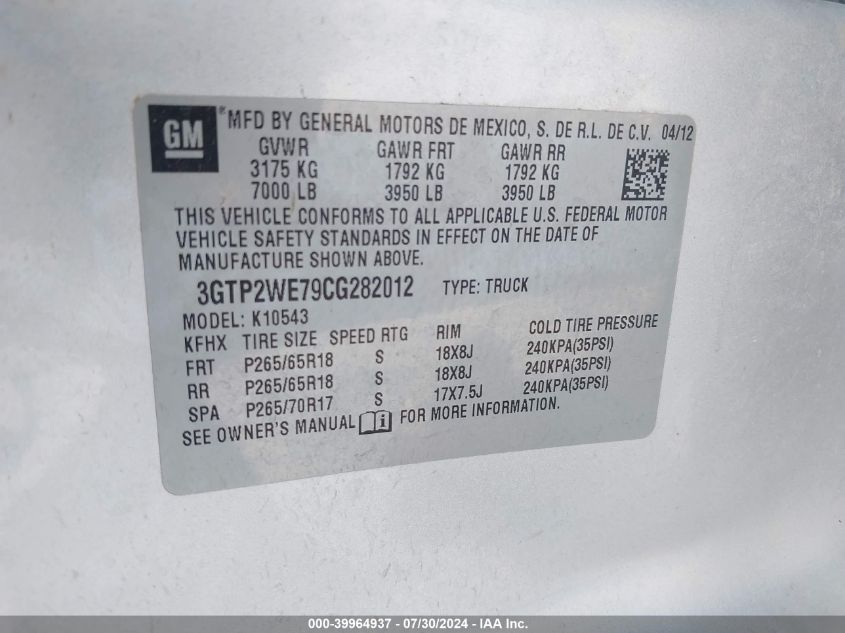 GM
*MFD BY GENERAL MOTORS DE MEXICO, S. DE R.L. DE C.V. 04/12
GVWR GAWR FRT GAWR RR
3175 KG 1792 KG 1792 KG
7000 LB 3950 LB 3950 LB
THIS VEHICLE CONFORMS TO ALL APPLICABLE U.S. FEDERAL MOTOR
VEHICLE SAFETY STANDARDS IN EFFECT ON THE DATE OF
MANUFACTURE SHOWN ABOVE.
3GTP2WE79CG282012 TYPE: TRUCK
MODEL: K10543
KFHX TIRE SIZE SPEED RTG RIM COLD TIRE PRESSURE
FRT P265/65R18 S 18X8J 240KPA(35PSI)
RR P265/65R18 S 18X8J 240KPA(35PSI)
SPA P265/70R17 S 17X7.5J 240KPA(35PSI)
SEE OWNER'S MANUAL i FOR MORE INFORMATION.
000-39964937 - 07/30/2024 - IAA Inc.